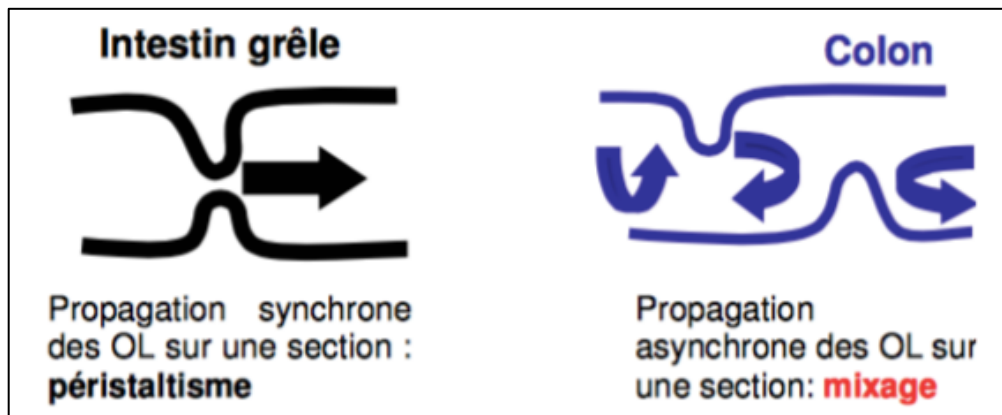 Intestin grêle
Propagation synchrone
des OL sur une section :
péristaltisme
Colon
Propagation
asynchrone des OL sur
une section: mixage